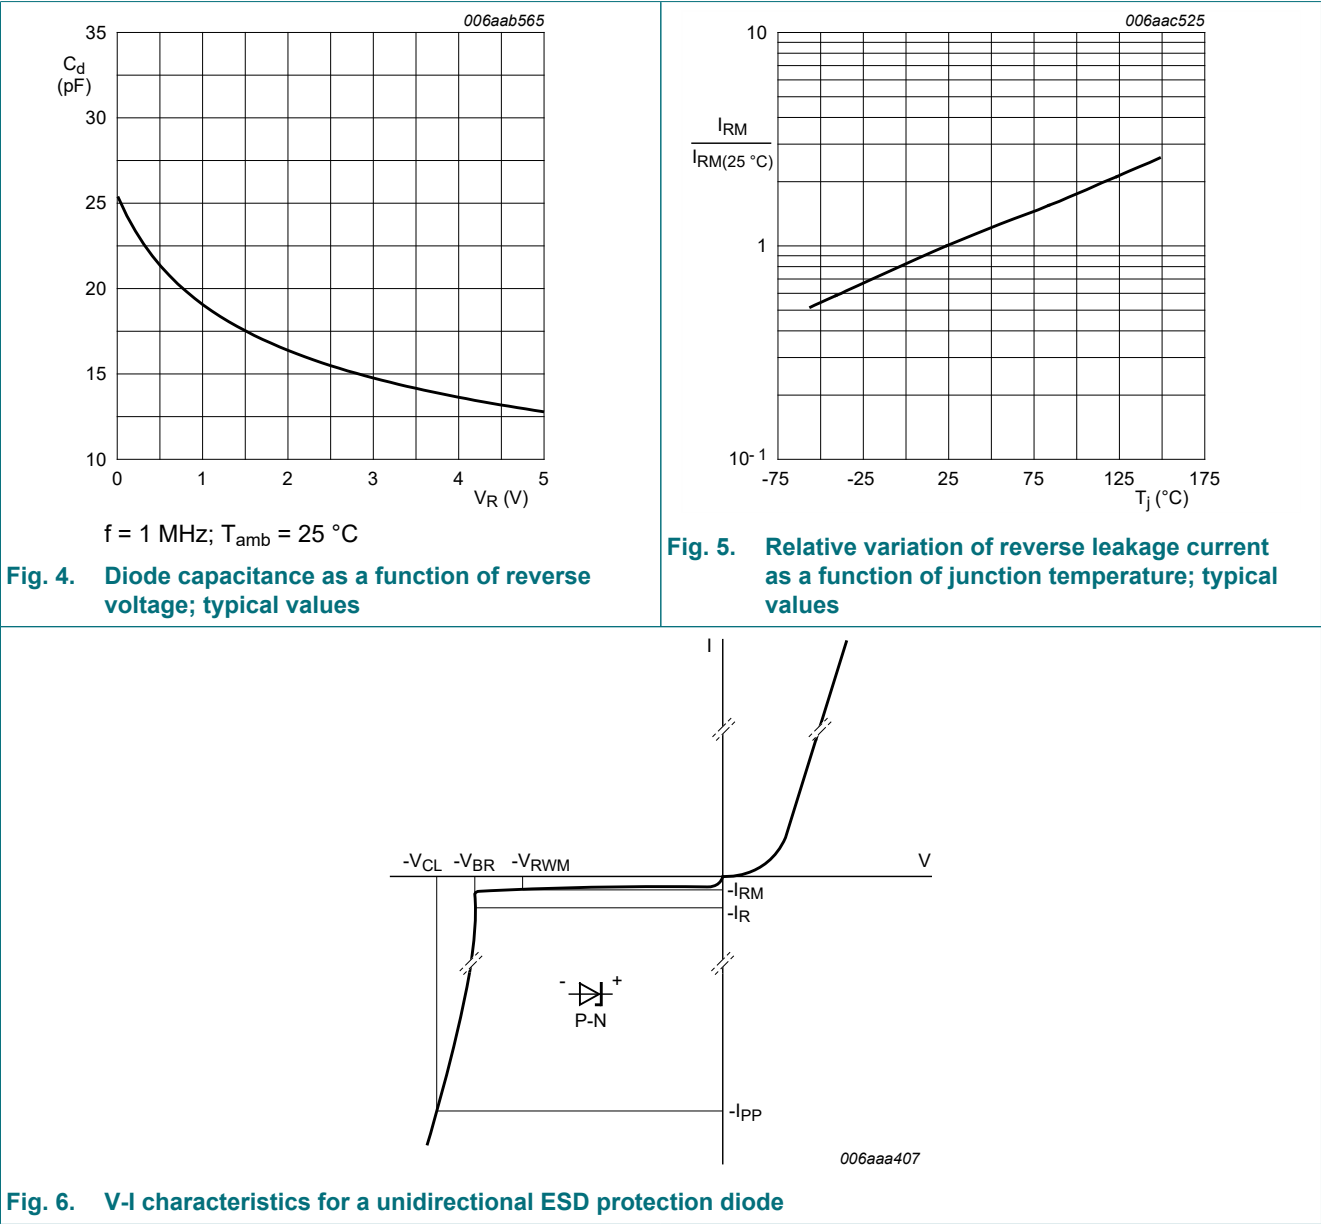 006aab565
35
Cd
(pF)
30
25
20
15
10
0 1 2 3 4 5
VR (V)
f = 1 MHz; Tamb = 25 °C
Fig. 4. Diode capacitance as a function of reverse
voltage; typical values
006aac525
10
IRM
IRM(25 °C)
1
10-1
-75 -25 25 75 125 175
Tj (°C)
Fig. 5. Relative variation of reverse leakage current
as a function of junction temperature; typical
values
I
-VCL -VBR -VRWM V
-IRM
-IR
- +
P-N
-IPP
006aaa407
Fig. 6. V-I characteristics for a unidirectional ESD protection diode